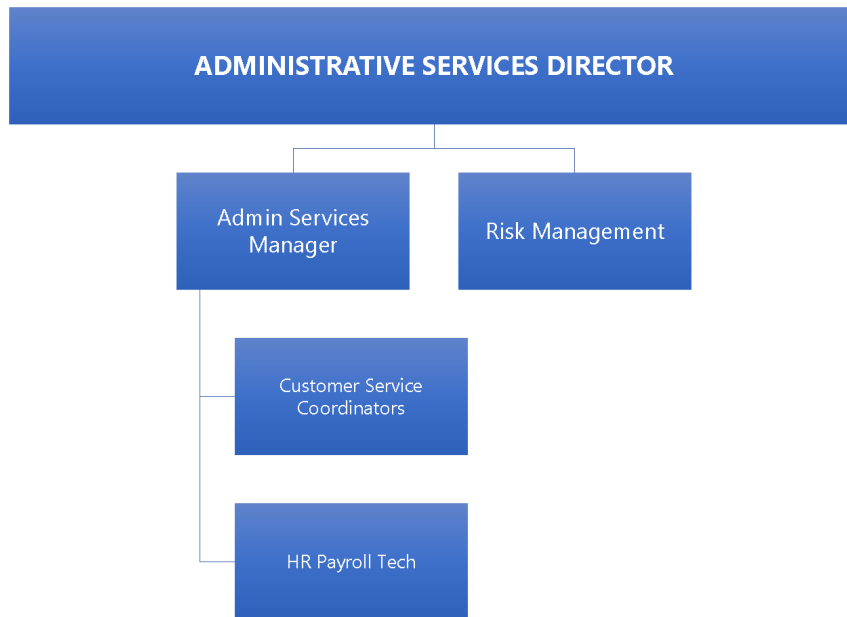 ADMINISTRATIVE SERVICES DIRECTOR
Admin Services
Manager
Risk Management
Customer Service
Coordinators
HR Payroll Tech